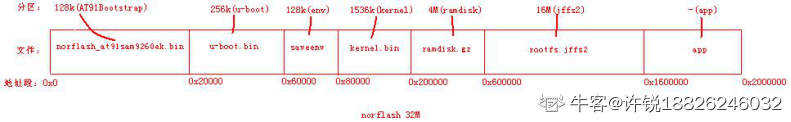 分区: 128k(AT91Bootstrap) 256k(u-boot) 128k(env) 1536k(kernel) 4M(ramdisk) 16M(jffs2) -(app)
文件: norflash_at91sam9260ek.bin u-boot.bin saveenv kernel.bin ramdisk.gz rootfs.jffs2 app
地址段: 0x0 0x20000 0x60000 0x80000 0x200000 0x600000 0x1600000 0x2000000
norflash 32M
牛客@许锐18826246032